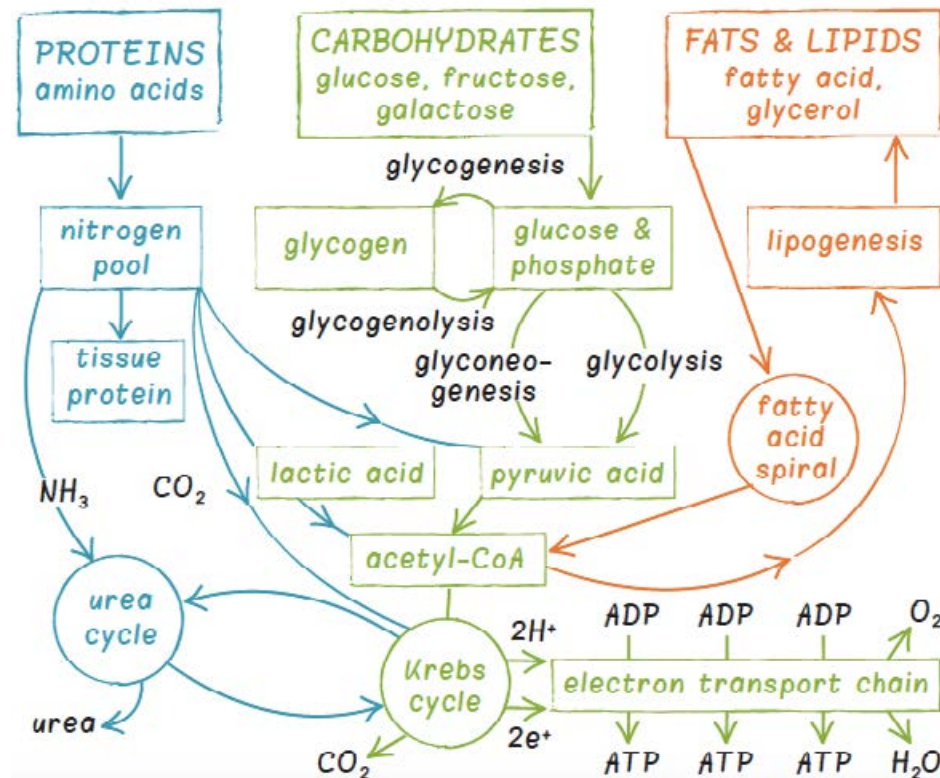 PROTEINS
amino acids
CARBOHYDRATES
glucose, fructose,
galactose
FATS & LIPIDS
fatty acid,
glycerol
glycogenesis
nitrogen
pool
glycogen
glucose &
phosphate
lipogenesis
glycogenolysis
tissue
protein
glyconeo-
genesis
glycolysis
fatty
acid
spiral
NH₃
CO₂
lactic acid
pyruvic acid
acetyl-CoA
urea
cycle
Krebs
cycle
2H⁺
2e⁺
ADP
ADP
ADP
O₂
electron transport chain
urea
CO₂
ATP
ATP
ATP
H₂O